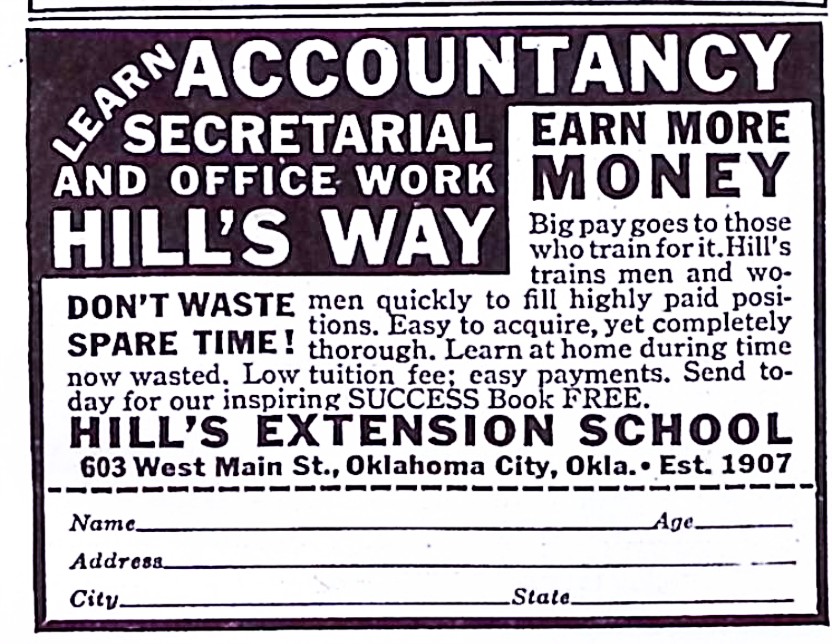 LEARN ACCOUNTANCY
SECRETARIAL
AND OFFICE WORK
HILL'S WAY
EARN MORE
MONEY
Big pay goes to those
who train for it. Hill's
trains men and wo-
DON'T WASTE
SPARE TIME!
men quickly to fill highly paid posi-
tions. Easy to acquire, yet completely
thorough. Learn at home during time
now wasted. Low tuition fee; easy payments. Send to-
day for our inspiring SUCCESS Book FREE.
HILL'S EXTENSION SCHOOL
603 West Main St., Oklahoma City, Okla. • Est. 1907
Name Age
Address
City State